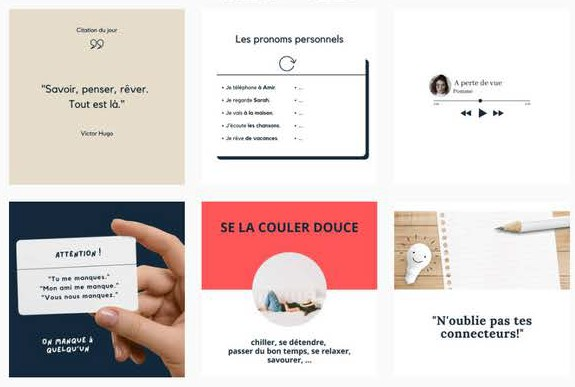 Citation du jour
"Savoir, penser, rêver.
Tout est là."
Victor Hugo
Les pronoms personnels
• Je téléphone à Amir. • ...
• Je regarde Sarah. • ...
• Je vais à la maison. • ...
• J'écoute les chansons. • ...
• Je rêve de vacances. • ...
A perte de vue
Pomme
ATTENTION !
"Tu me manques."
"Mon ami me manque."
"Vous nous manquez."
ON MANQUE à
QUELQU'UN
SE LA COULER DOUCE
chiller, se détendre,
passer du bon temps, se relaxer,
savourer, ...
"N'oublie pas tes
connecteurs!"